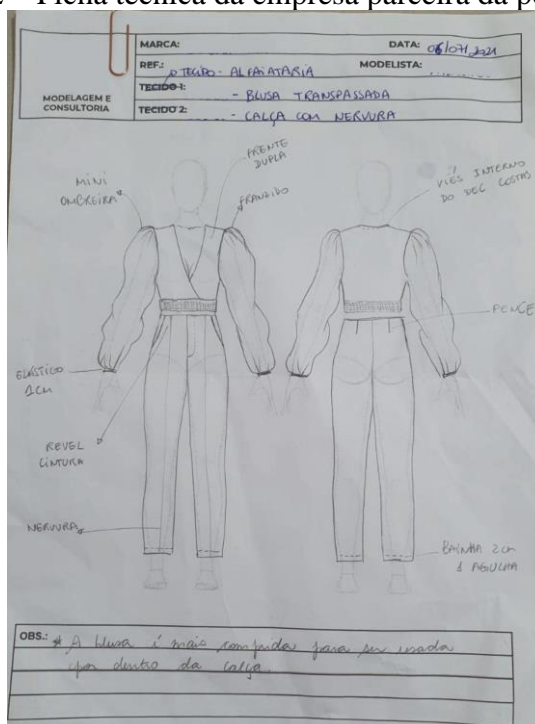 Ficha técnica da empresa parceira da
MARCA:
DATA: 06/07/2021
REF.: TECIDO - ALFAIATARIA
MODELISTA:
TECIDO 1: - BLUSA TRANSPASSADA
TECIDO 2: - CALÇA COM NERVURA
MODELAGEM E
CONSULTORIA
MINI
OMBREIRA
FRENTE
DUPLA
FRANZIDO
VIÉS INTERNO
DO DEC COSTAS
PENCE
ELÁSTICO
1CM
REVEL
CINTURA
NERVURA
BAINHA 2cm
1 AGULHA
OBS.: * A blusa é mais comprida para ser usada
por dentro da calça